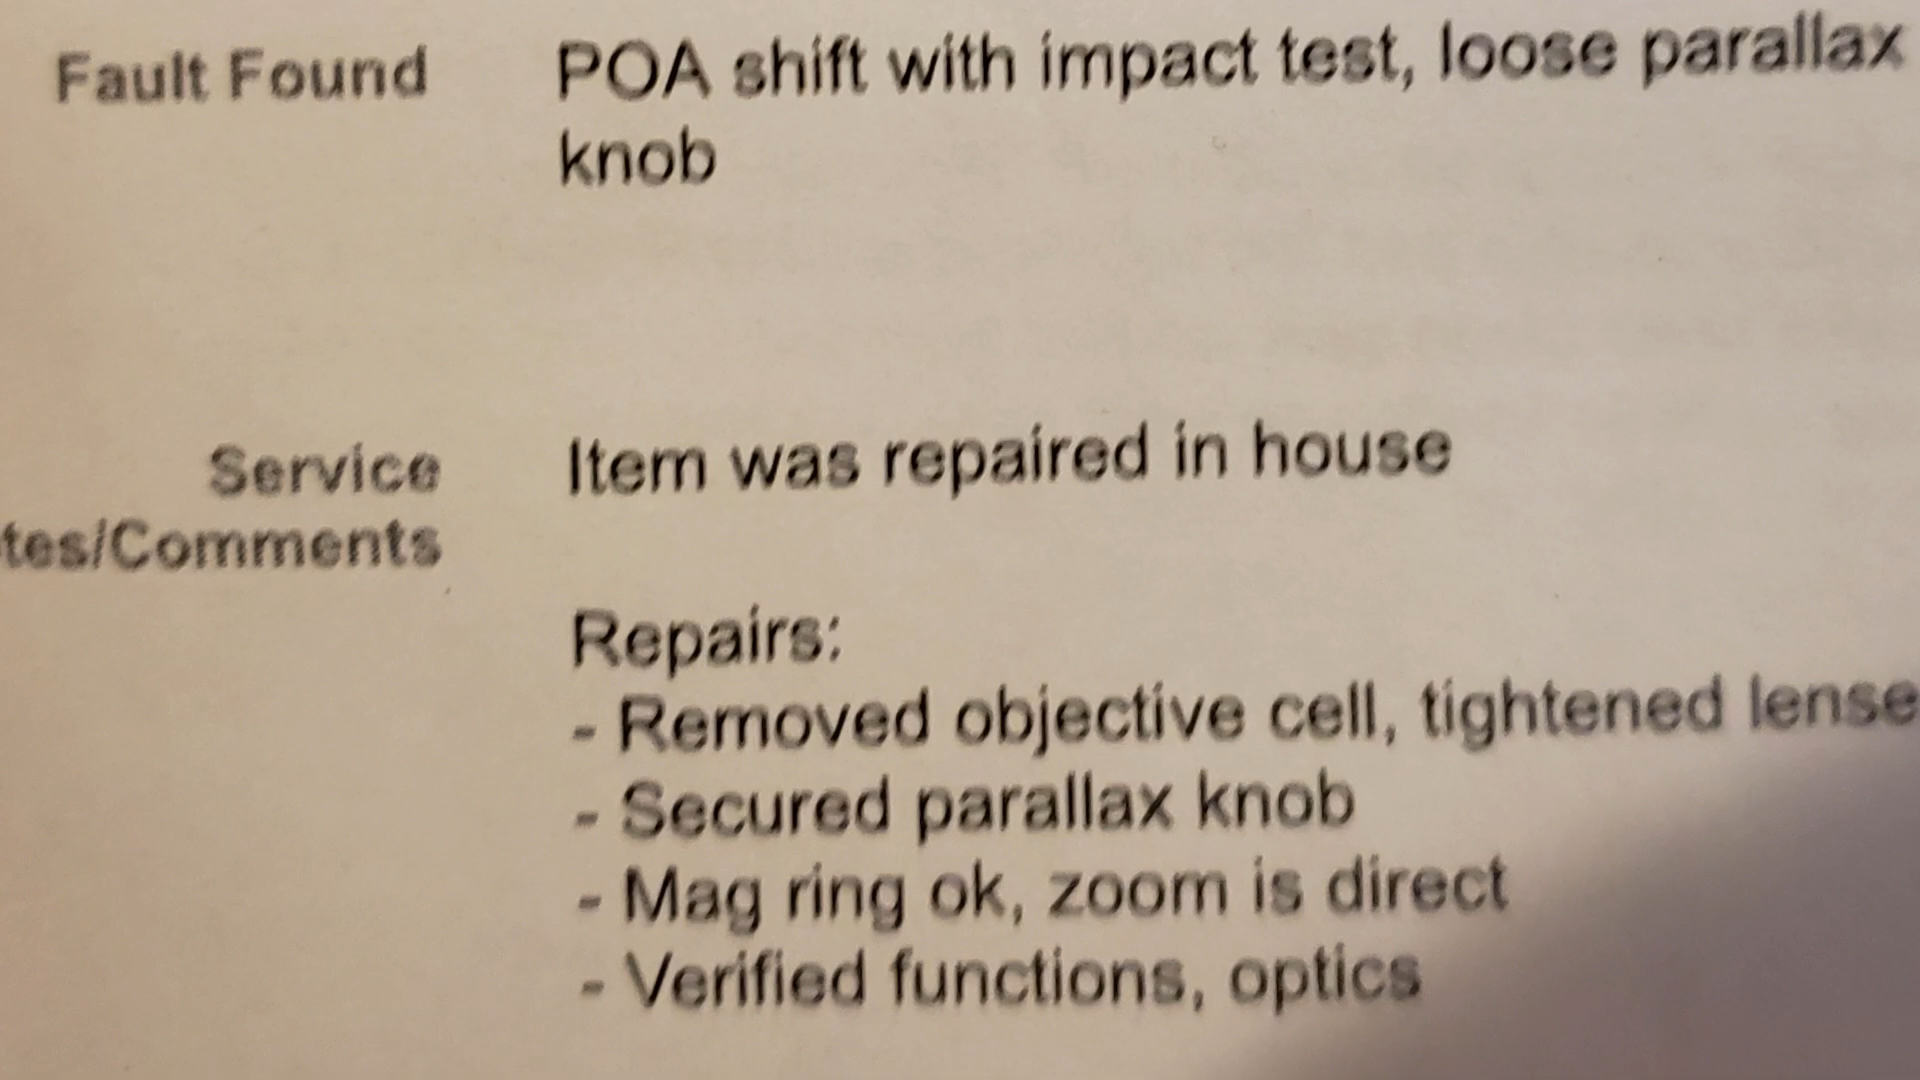 Fault Found POA shift with impact test, loose parallax
knob
Service Item was repaired in house
tes/Comments
Repairs:
- Removed objective cell, tightened lense
- Secured parallax knob
- Mag ring ok, zoom is direct
- Verified functions, optics